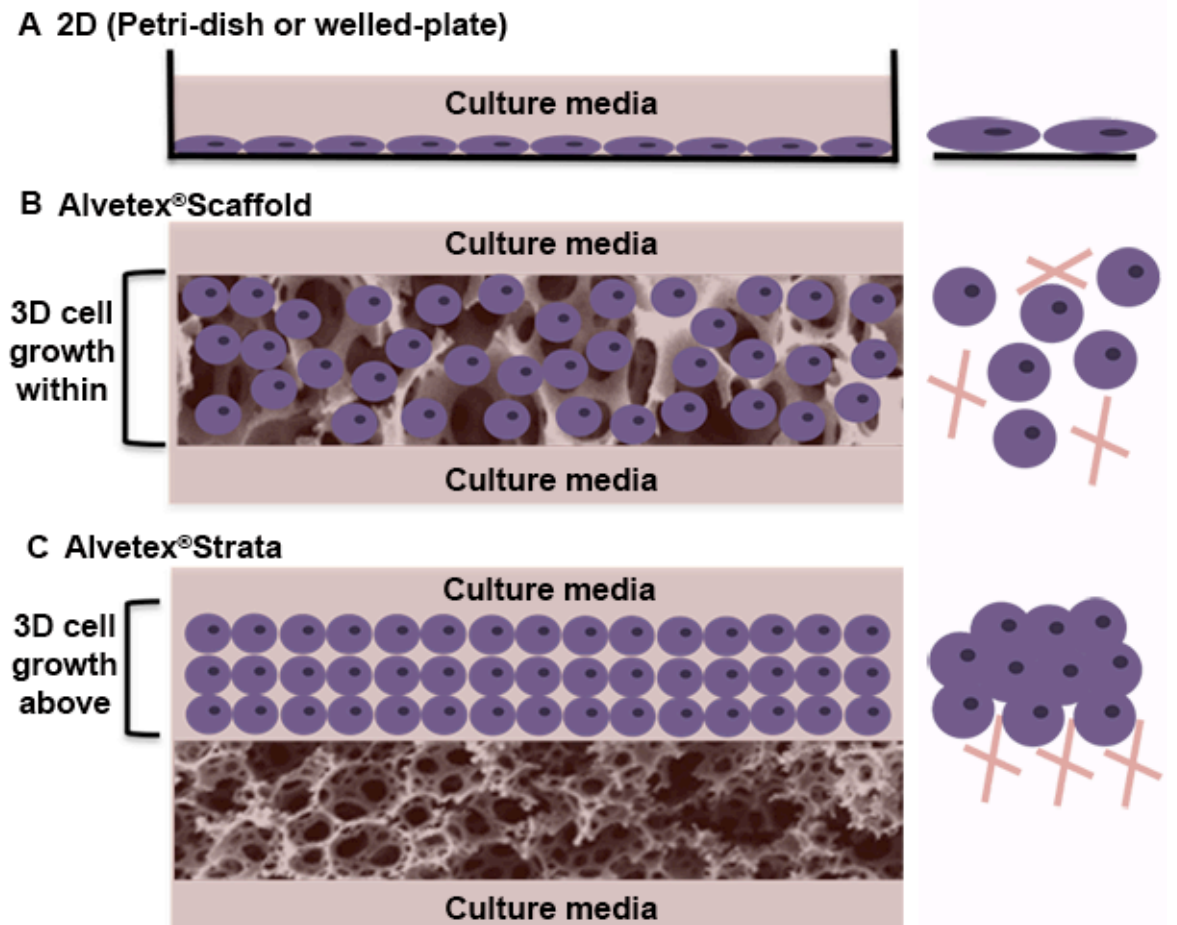 A 2D (Petri-dish or welled-plate)
Culture media
B Alvetex®Scaffold
Culture media
3D cell
growth
within
Culture media
C Alvetex®Strata
Culture media
3D cell
growth
above
Culture media